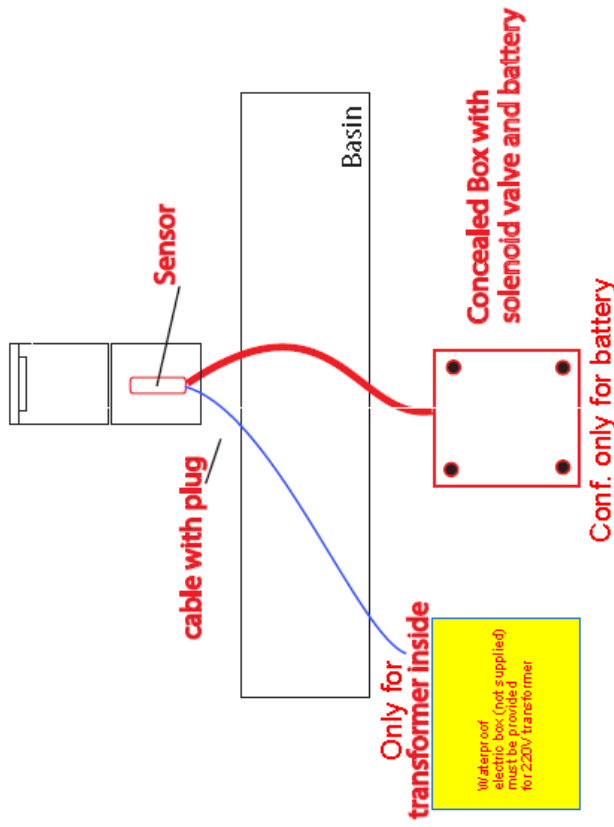 Sensor
cable with plug
Basin
Concealed Box with
solenoid valve and battery
Conf. only for battery
Only for
transformer inside
Waterproof
electric box (not supplied)
must be provided
for 220V transformer